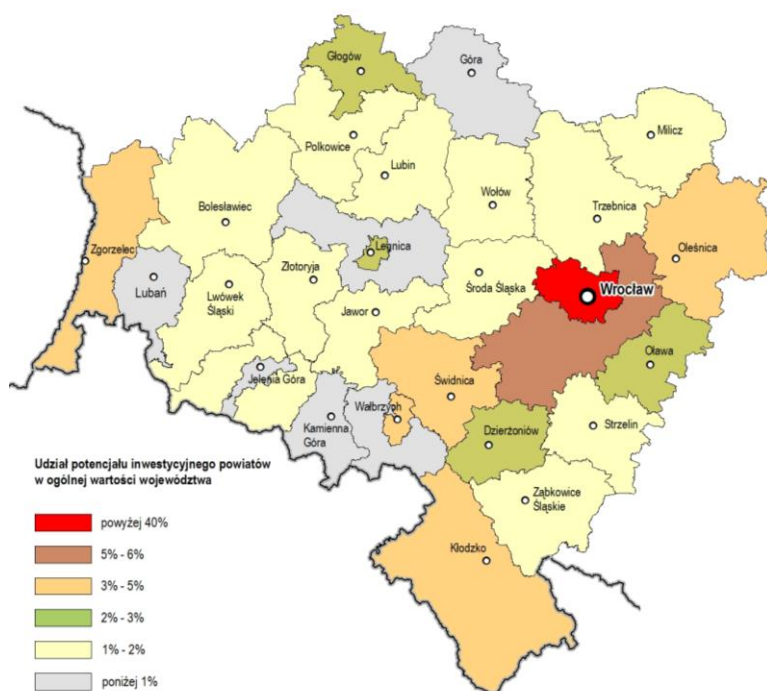 Głogów
Góra
Milicz
Polkowice
Lubin
Wołów
Trzebnica
Bolesławiec
Legnica
Oleśnica
Zgorzelec
Złotoryja
Środa Śląska
Wrocław
Lubań
Lwówek
Śląski
Jawor
Oława
Jelenia Góra
Świdnica
Wałbrzych
Kamienna
Góra
Dzierżoniów
Strzelin
Udział potencjału inwestycyjnego powiatów
w ogólnej wartości województwa
Ząbkowice
Śląskie
powyżej 40%
5% - 6%
Kłodzko
3% - 5%
2% - 3%
1% - 2%
poniżej 1%